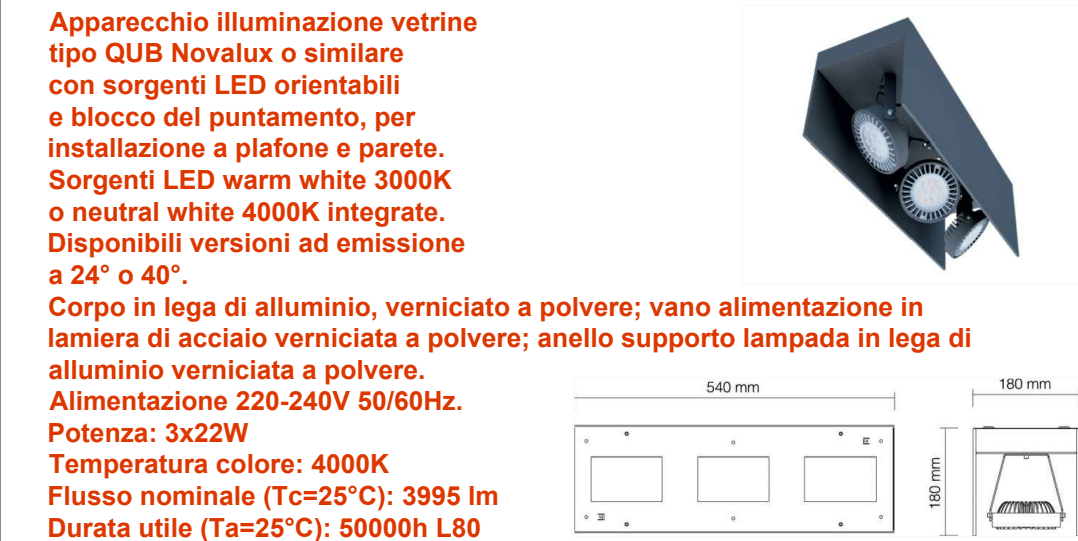 Apparecchio illuminazione vetrine
tipo QUB Novalux o similare
con sorgenti LED orientabili
e blocco del puntamento, per
installazione a plafone e parete.
Sorgenti LED warm white 3000K
o neutral white 4000K integrate.
Disponibili versioni ad emissione
a 24° o 40°.
Corpo in lega di alluminio, verniciato a polvere; vano alimentazione in
lamiera di acciaio verniciata a polvere; anello supporto lampada in lega di
alluminio verniciata a polvere.
Alimentazione 220-240V 50/60Hz.
Potenza: 3x22W
Temperatura colore: 4000K
Flusso nominale (Tc=25°C): 3995 lm
Durata utile (Ta=25°C): 50000h L80
540 mm
180 mm
180 mm